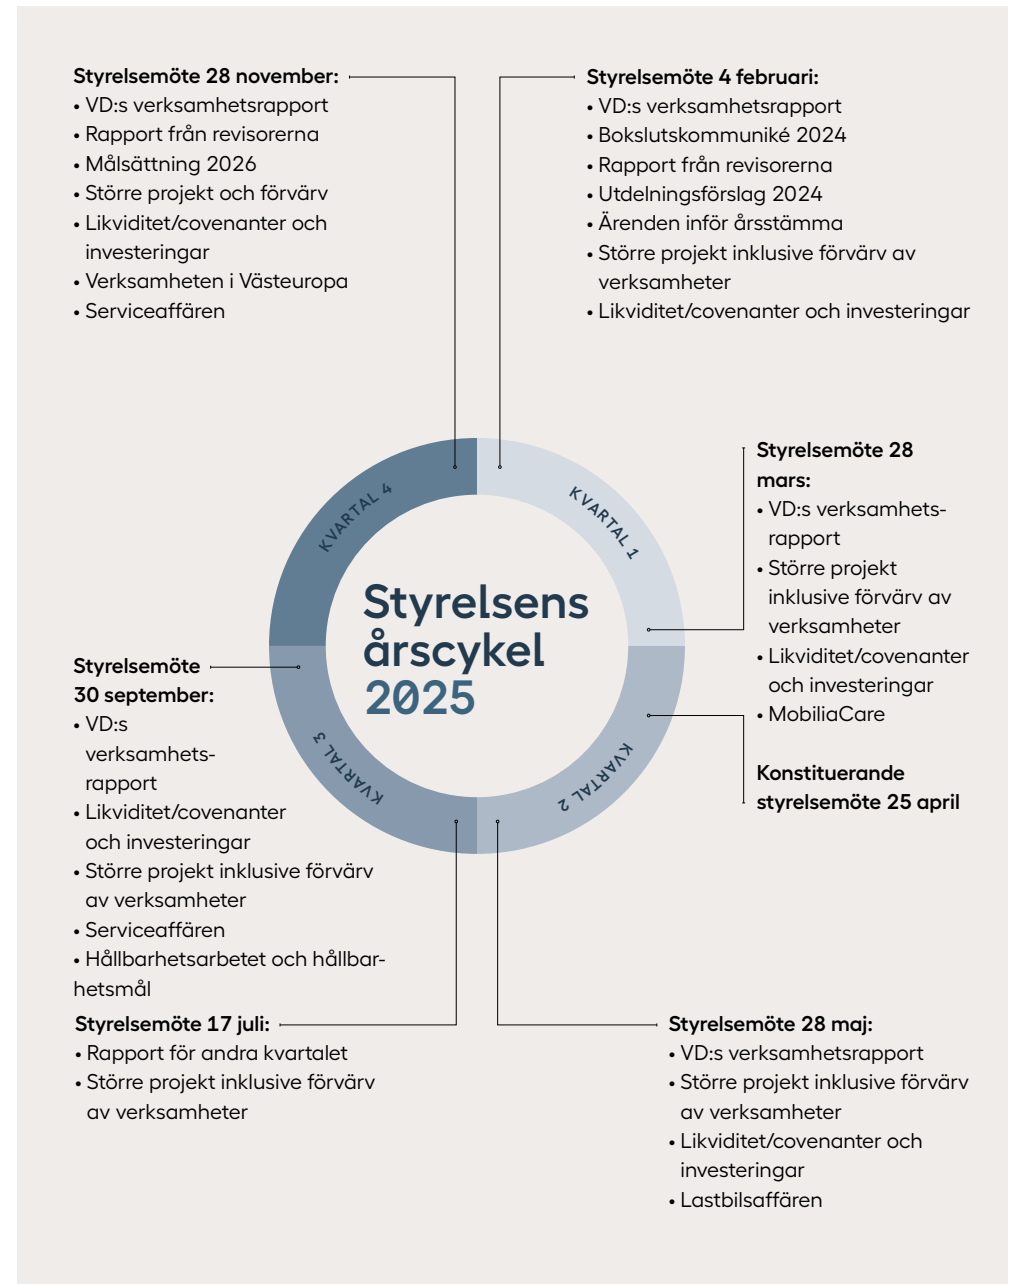 Styrelsemöte 28 november:
• VD:s verksamhetsrapport
• Rapport från revisorerna
• Målsättning 2026
• Större projekt och förvärv
• Likviditet/covenanter och
investeringar
• Verksamheten i Västeuropa
• Serviceaffären
Styrelsemöte 4 februari:
• VD:s verksamhetsrapport
• Bokslutskommuniké 2024
• Rapport från revisorerna
• Utdelningsförslag 2024
• Ärenden inför årsstämma
• Större projekt inklusive förvärv av
verksamheter
• Likviditet/covenanter och investeringar
Styrelsemöte 28
mars:
• VD:s verksamhets-
rapport
• Större projekt
inklusive förvärv av
verksamheter
• Likviditet/covenanter
och investeringar
• MobiliaCare
Konstituerande
styrelsemöte 25 april
KVARTAL 4
KVARTAL 1
Styrelsens
årscykel
2025
KVARTAL 3
KVARTAL 2
Styrelsemöte
30 september:
• VD:s
verksamhets-
rapport
• Likviditet/covenanter
och investeringar
• Större projekt inklusive förvärv
av verksamheter
• Serviceaffären
• Hållbarhetsarbetet och hållbar-
hetsmål
Styrelsemöte 17 juli:
• Rapport för andra kvartalet
• Större projekt inklusive förvärv
av verksamheter
Styrelsemöte 28 maj:
• VD:s verksamhetsrapport
• Större projekt inklusive förvärv
av verksamheter
• Likviditet/covenanter och
investeringar
• Lastbilsaffären